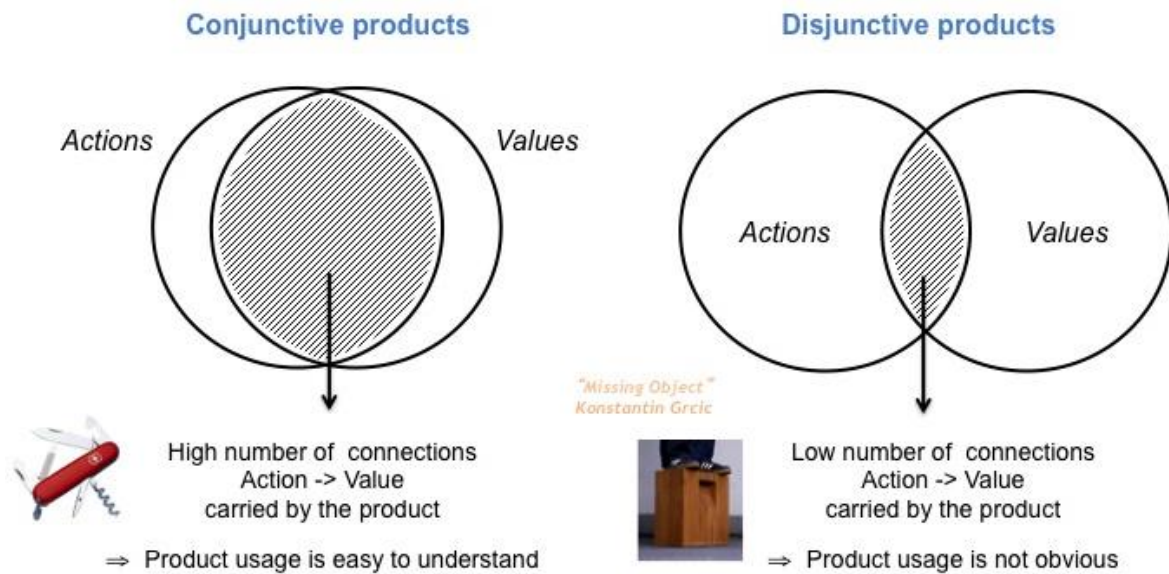 Conjunctive products
Actions
Values
High number of connections
Action -> Value
carried by the product
⇒ Product usage is easy to understand
Disjunctive products
Actions
Values
"Missing Object"
Konstantin Grcic
Low number of connections
Action -> Value
carried by the product
⇒ Product usage is not obvious